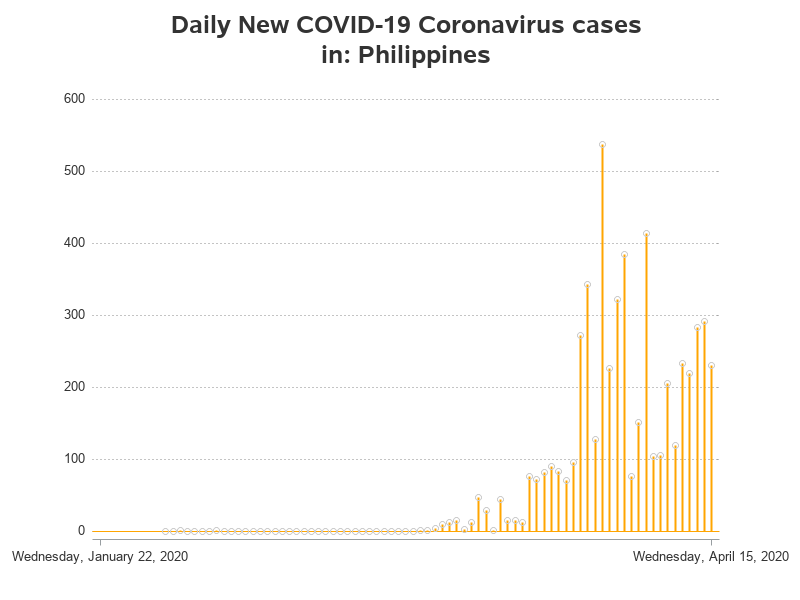 Daily New COVID-19 Coronavirus cases
in: Philippines
600
500
400
300
200
100
0
Wednesday, January 22, 2020
Wednesday, April 15, 2020